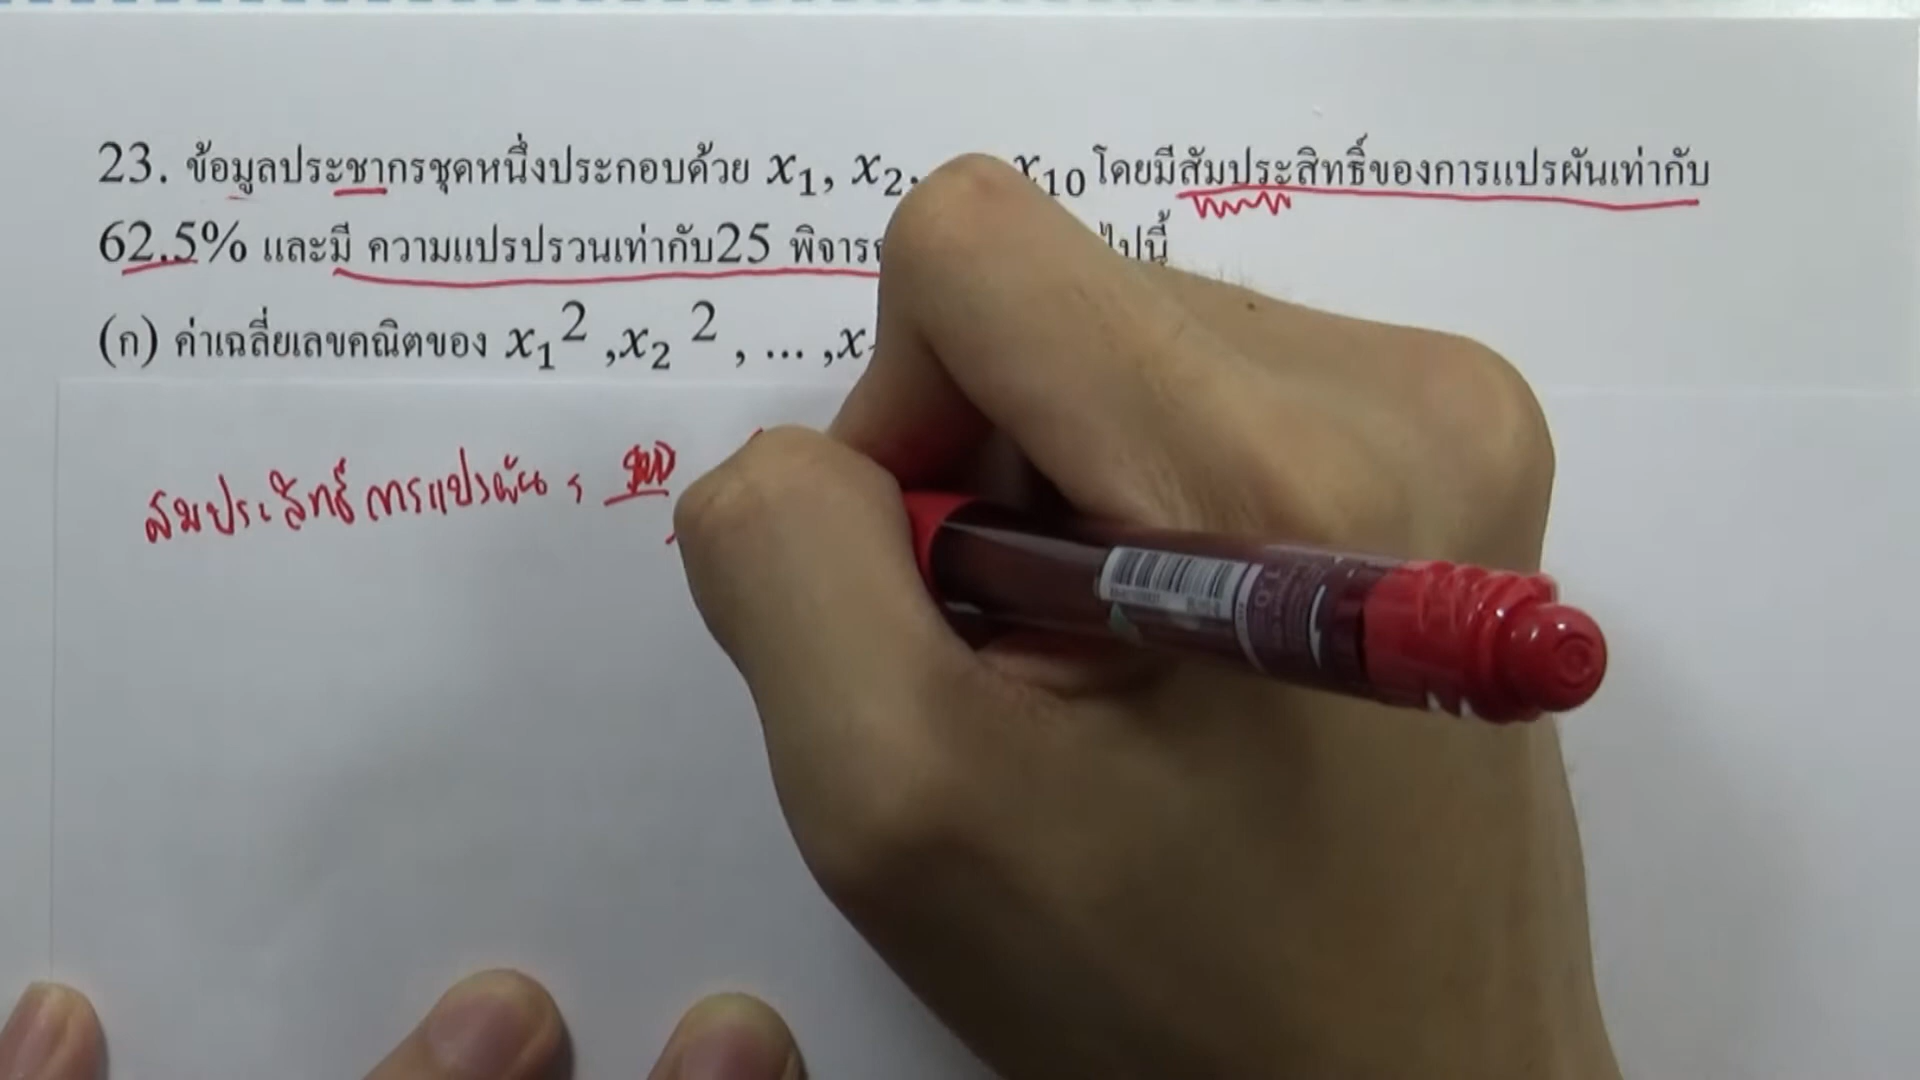 23. ข้อมูลประชากรชุดหนึ่งประกอบด้วย x₁, x₂, x₁₀ โดยมีสัมประสิทธิ์ของการแปรผันเท่ากับ
62.5% และมี ความแปรปรวนเท่ากับ25 ไปนี้
(ก) ค่าเฉลี่ยเลขคณิตของ x₁² ,x₂ ² , ... ,x
สัมประสิทธิ์การแปรผัน